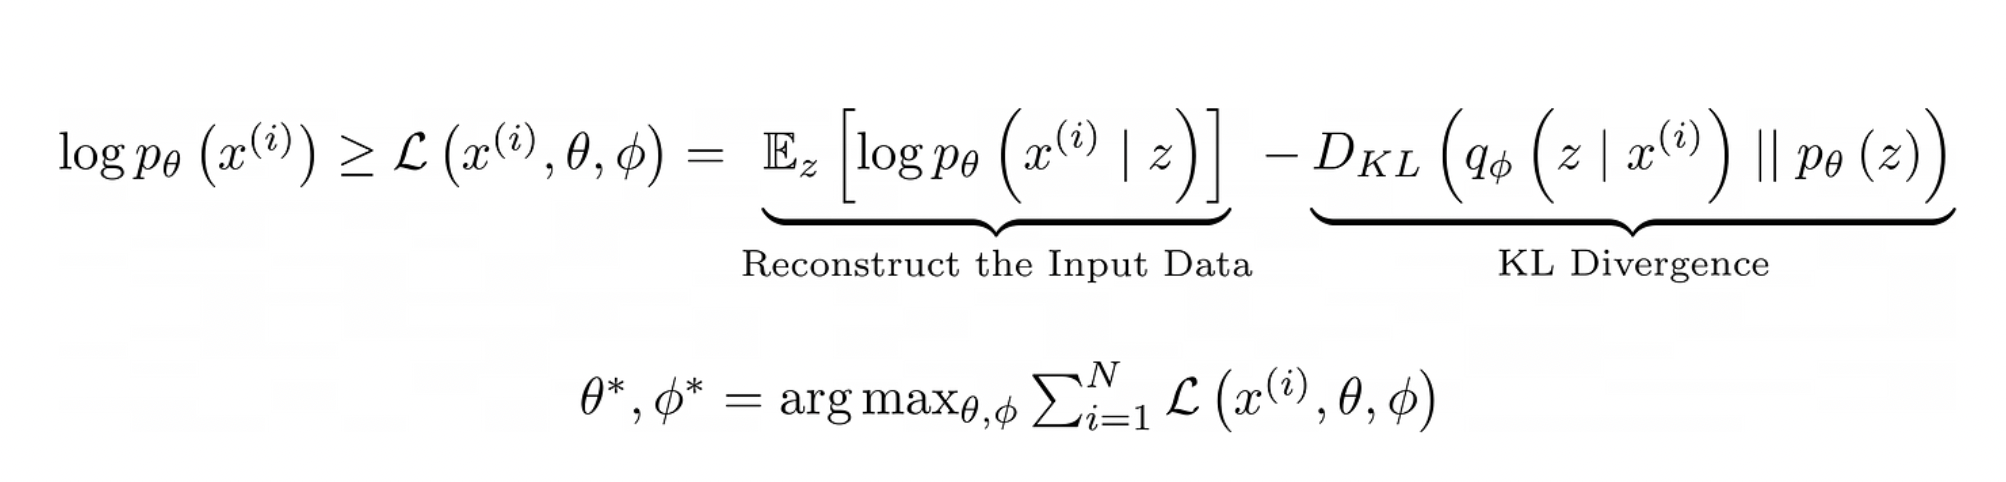 log p_θ (x^(i)) ≥ ℒ (x^(i), θ, ϕ) = 𝔼_z [log p_θ (x^(i) | z)] − D_KL (q_ϕ (z | x^(i)) || p_θ (z))
Reconstruct the Input Data KL Divergence
θ*, ϕ* = arg max_θ,ϕ ∑_{i=1}^N ℒ (x^(i), θ, ϕ)